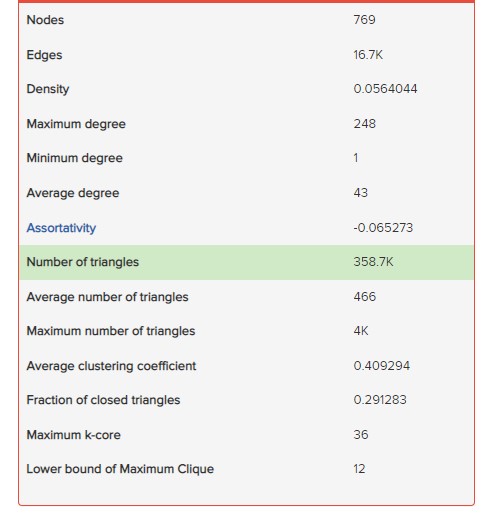 Nodes 769
Edges 16.7K
Density 0.0564044
Maximum degree 248
Minimum degree 1
Average degree 43
Assortativity -0.065273
Number of triangles 358.7K
Average number of triangles 466
Maximum number of triangles 4K
Average clustering coefficient 0.409294
Fraction of closed triangles 0.291283
Maximum k-core 36
Lower bound of Maximum Clique 12